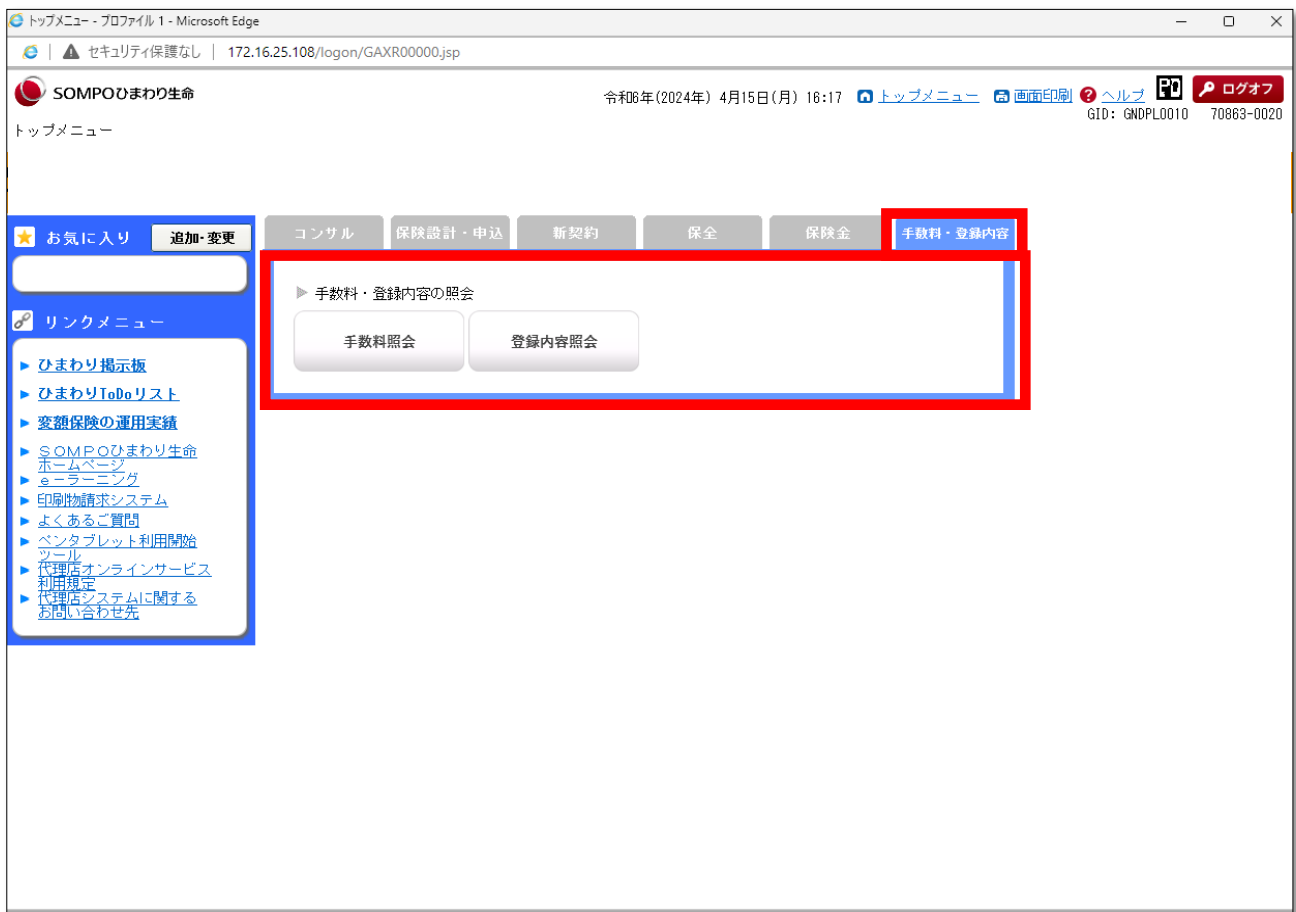 トップメニュー - プロファイル 1 - Microsoft Edge
セキュリティ保護なし | 172.16.25.108/logon/GAXR00000.jsp
SOMPOひまわり生命
令和6年(2024年) 4月15日(月) 16:17 トップメニュー 画面印刷 ヘルプ PD ログオフ
GID: GNDPL0010 70863-0020
トップメニュー
お気に入り 追加・変更
コンサル 保険設計・申込 新契約 保全 保険金 手数料・登録内容
手数料・登録内容の照会
手数料照会 登録内容照会
リンクメニュー
ひまわり掲示板
ひまわりToDoリスト
変額保険の運用実績
SOMPOひまわり生命
ホームページ
e-ラーニング
印刷物請求システム
よくあるご質問
ペンタブレット利用開始
ツール
代理店オンラインサービス
利用規定
代理店システムに関する
お問い合わせ先